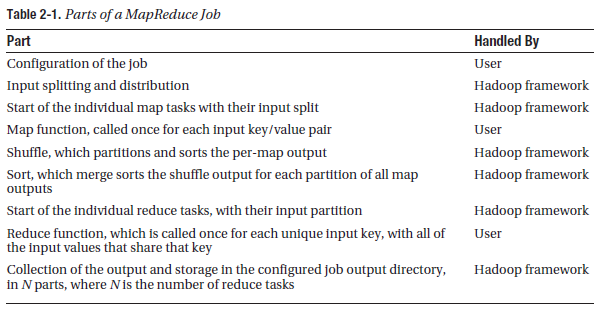 Table 2-1. Parts of a MapReduce Job
Part Handled By
Configuration of the job User
Input splitting and distribution Hadoop framework
Start of the individual map tasks with their input split Hadoop framework
Map function, called once for each input key/value pair User
Shuffle, which partitions and sorts the per-map output Hadoop framework
Sort, which merge sorts the shuffle output for each partition of all map Hadoop framework
outputs
Start of the individual reduce tasks, with their input partition Hadoop framework
Reduce function, which is called once for each unique input key, with all of User
the input values that share that key
Collection of the output and storage in the configured job output directory, Hadoop framework
in N parts, where N is the number of reduce tasks